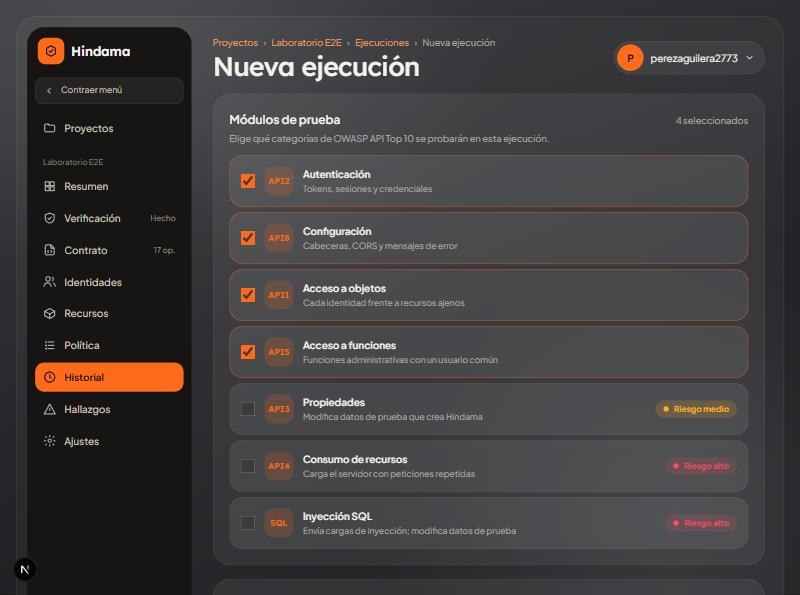 Hindama
Contraer menú
Proyectos
Laboratorio E2E
Resumen
Verificación Hecho
Contrato 17 op.
Identidades
Recursos
Política
Historial
Hallazgos
Ajustes
N
Proyectos › Laboratorio E2E › Ejecuciones › Nueva ejecución
Nueva ejecución
P perezaguilera2773
Módulos de prueba 4 seleccionados
Elige qué categorías de OWASP API Top 10 se probarán en esta ejecución.
API2 Autenticación
Tokens, sesiones y credenciales
API8 Configuración
Cabeceras, CORS y mensajes de error
API1 Acceso a objetos
Cada identidad frente a recursos ajenos
API5 Acceso a funciones
Funciones administrativas con un usuario común
API3 Propiedades Riesgo medio
Modifica datos de prueba que crea Hindama
API4 Consumo de recursos Riesgo alto
Carga el servidor con peticiones repetidas
SQL Inyección SQL Riesgo alto
Envía cargas de inyección; modifica datos de prueba